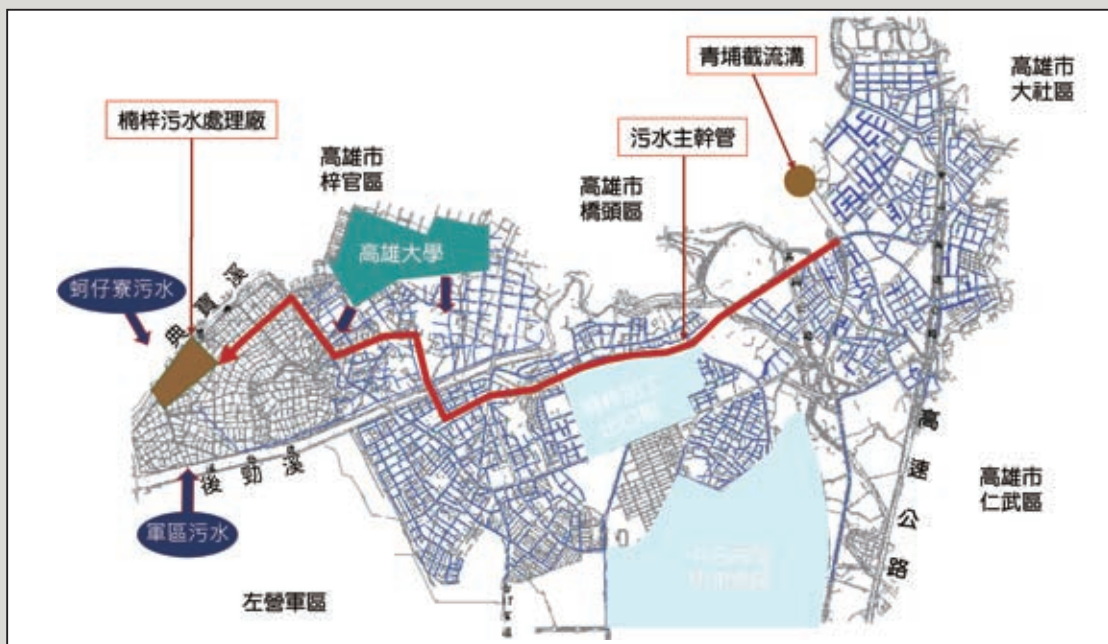 青埔截流溝
高雄市
大社區
楠梓污水處理廠
污水主幹管
高雄市
梓官區
高雄市
橋頭區
高雄大學
蚵仔寮污水
典寶溪
高速公路
後勁溪
高雄市
仁武區
軍區污水
左營軍區